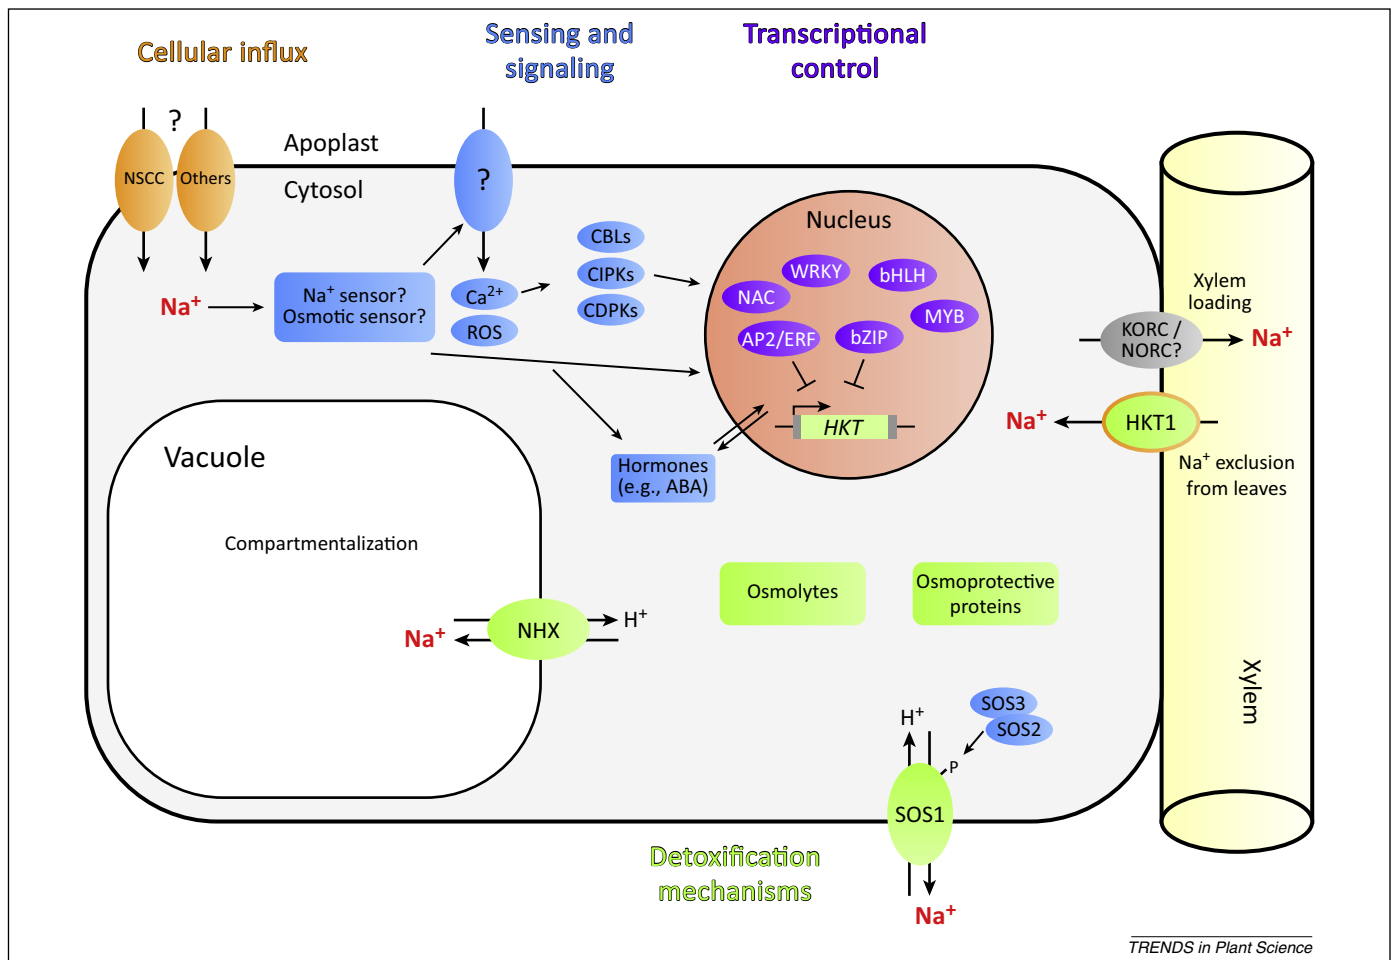 Cellular influx
Sensing and
signaling
Transcriptional
control
?
Apoplast
Cytosol
NSCC
Others
?
Na⁺
Na⁺ sensor?
Osmotic sensor?
Ca²⁺
ROS
CBLs
CIPKs
CDPKs
Nucleus
WRKY
bHLH
NAC
MYB
AP2/ERF
bZIP
HKT
Hormones
(e.g., ABA)
Xylem
loading
KORC /
NORC?
Na⁺
Na⁺
HKT1
Na⁺ exclusion
from leaves
Vacuole
Compartmentalization
Na⁺
NHX
H⁺
Osmolytes
Osmoprotective
proteins
Xylem
SOS3
SOS2
H⁺
P
SOS1
Na⁺
Detoxification
mechanisms
TRENDS in Plant Science